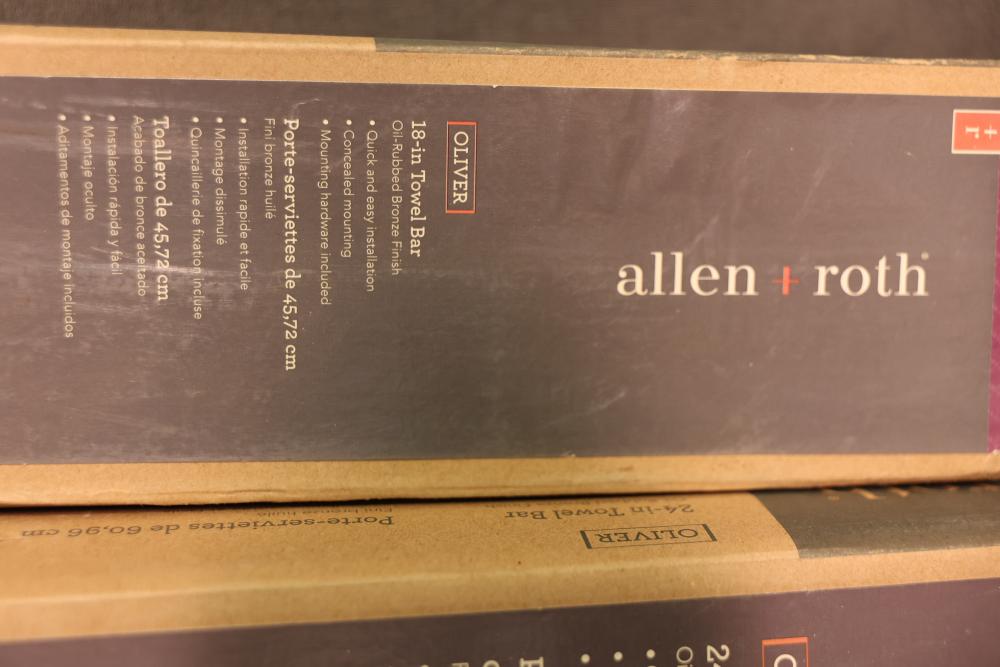 allen + roth®
+
r
OLIVER
18-in Towel Bar
Oil-Rubbed Bronze Finish
• Quick and easy installation
• Concealed mounting
• Mounting hardware included
Porte-serviettes de 45,72 cm
Fini bronze huilé
• Installation rapide et facile
• Montage dissimulé
• Quincaillerie de fixation incluse
Toallero de 45,72 cm
Acabado de bronce aceitado
• Instalación rápida y fácil
• Montaje oculto
• Aditamentos de montaje incluidos
OLIVER
24-in Towel Bar
Porte-serviettes de 60,96 cm
Fini bronze huilé